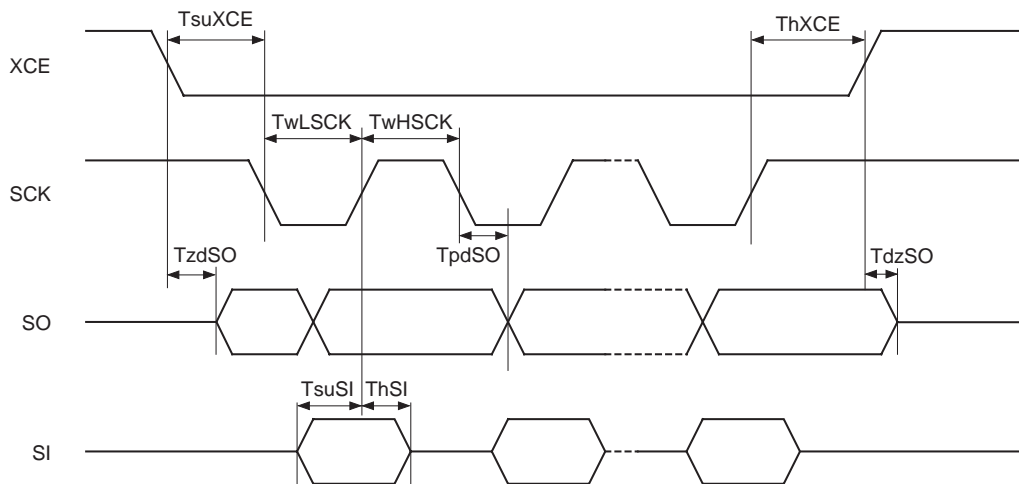 TsuXCE
ThXCE
XCE
TwLSCK
TwHSCK
SCK
TzdSO
TpdSO
TdzSO
SO
TsuSI
ThSI
SI